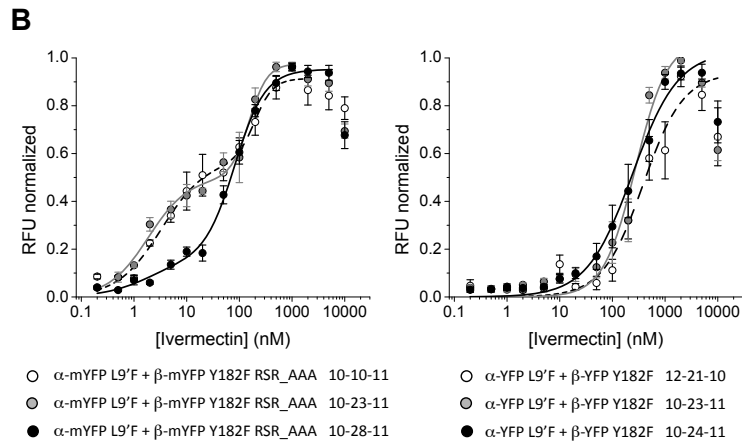 B
1.0
0.8
0.6
0.4
0.2
0.0
RFU normalized
0.1 1 10 100 1000 10000
[Ivermectin] (nM)
α-mYFP L9′F + β-mYFP Y182F RSR_AAA 10-10-11
α-mYFP L9′F + β-mYFP Y182F RSR_AAA 10-23-11
α-mYFP L9′F + β-mYFP Y182F RSR_AAA 10-28-11
1.0
0.8
0.6
0.4
0.2
0.0
RFU normalized
0.1 1 10 100 1000 10000
[Ivermectin] (nM)
α-YFP L9′F + β-YFP Y182F 12-21-10
α-YFP L9′F + β-YFP Y182F 10-23-11
α-YFP L9′F + β-YFP Y182F 10-24-11